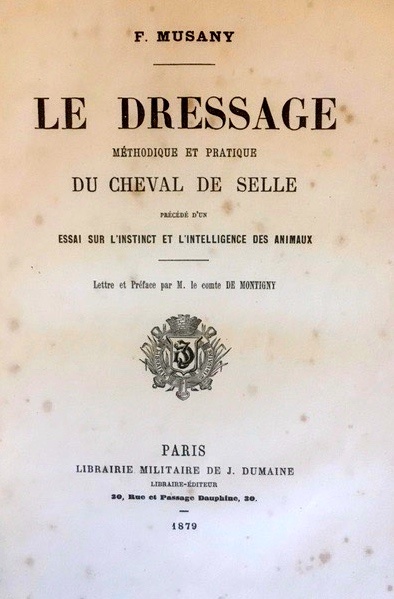 F. MUSANY
LE DRESSAGE
MÉTHODIQUE ET PRATIQUE
DU CHEVAL DE SELLE
PRÉCÉDÉ D'UN
ESSAI SUR L'INSTINCT ET L'INTELLIGENCE DES ANIMAUX
Lettre et Préface par M. le comte DE MONTIGNY
PARIS
LIBRAIRIE MILITAIRE DE J. DUMAINE
LIBRAIRE-ÉDITEUR
30, Rue et Passage Dauphine, 30.
1879